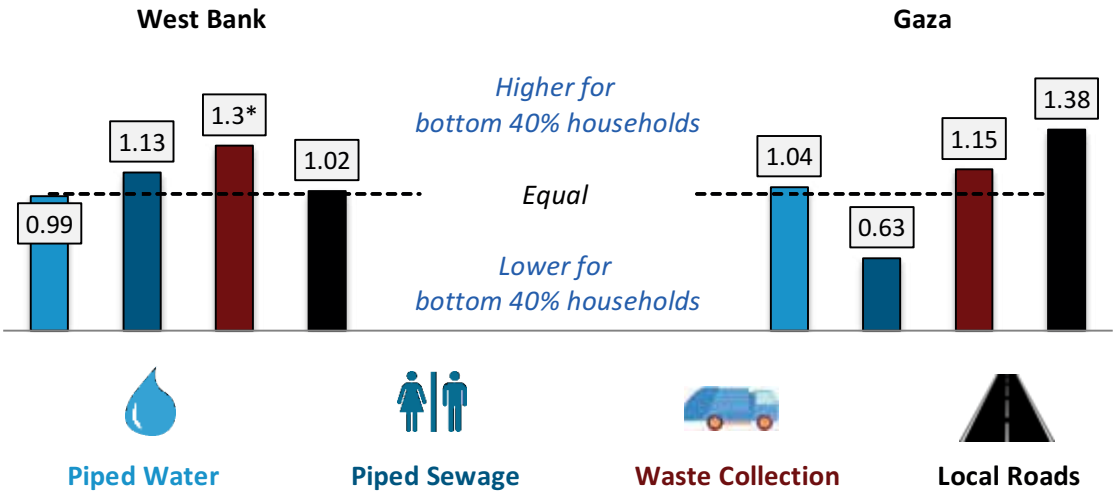 West Bank
Gaza
Higher for
bottom 40% households
Equal
Lower for
bottom 40% households
0.99
1.13
1.3*
1.02
1.04
0.63
1.15
1.38
Piped Water
Piped Sewage
Waste Collection
Local Roads